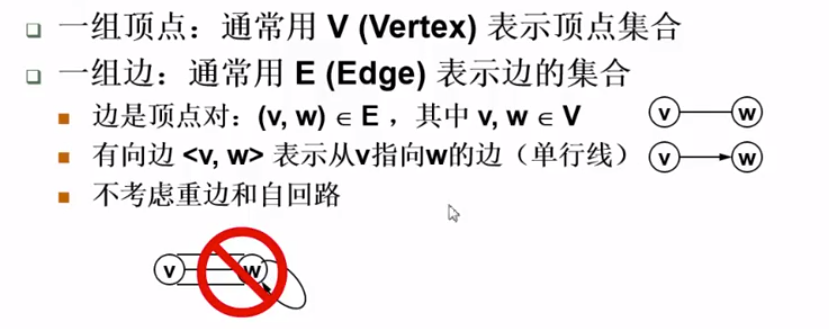 一组顶点：通常用 V (Vertex) 表示顶点集合
一组边：通常用 E (Edge) 表示边的集合
边是顶点对：(v, w) ∈ E ，其中 v, w ∈ V
v w
有向边 <v, w> 表示从v指向w的边（单行线）
v w
不考虑重边和自回路
v w